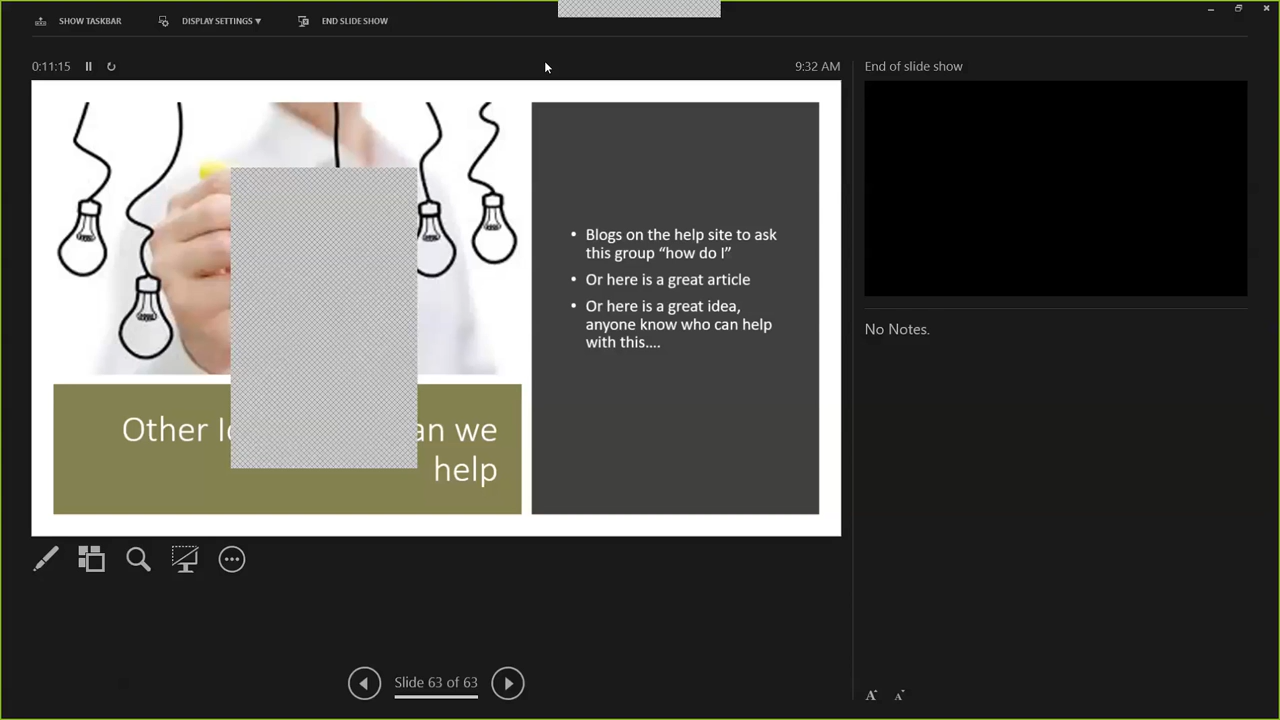 SHOW TASKBAR DISPLAY SETTINGS ▼ END SLIDE SHOW
0:11:15 9:32 AM End of slide show
• Blogs on the help site to ask
this group “how do I”
• Or here is a great article
• Or here is a great idea,
anyone know who can help
with this....
No Notes.
Other we
help
Slide 63 of 63
A A